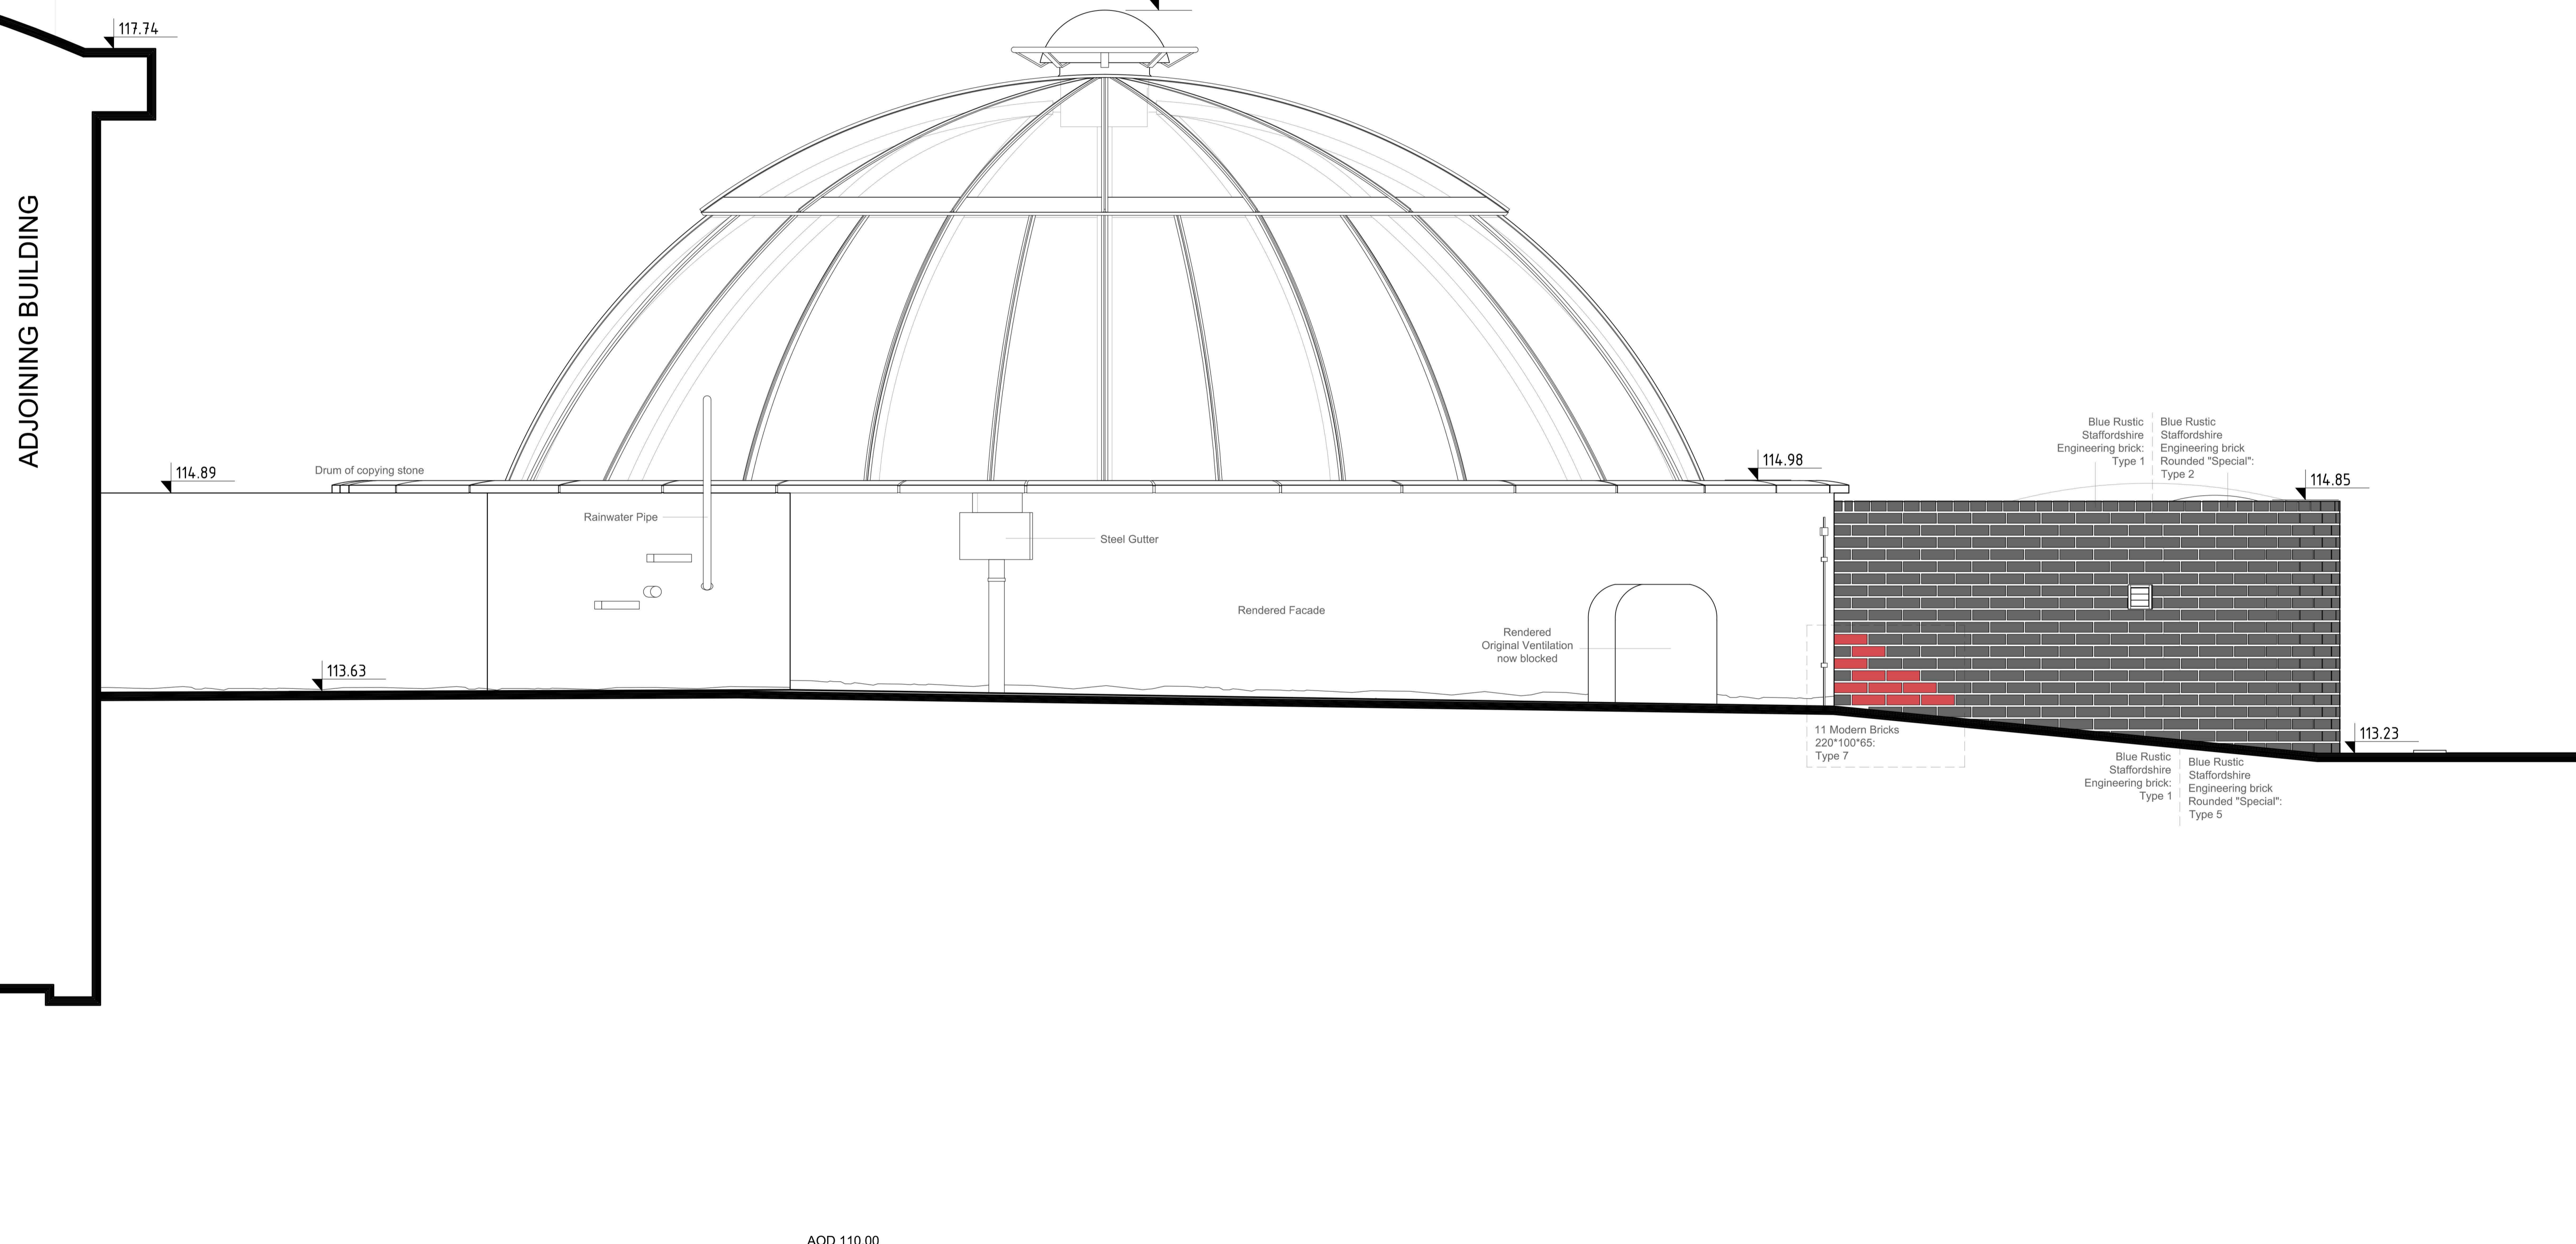 117.74
ADJOINING BUILDING
114.89
Drum of copying stone
114.98
Blue Rustic
Staffordshire
Engineering brick:
Type 1
Blue Rustic
Staffordshire
Engineering brick
Rounded "Special":
Type 2
114.85
Rainwater Pipe
Steel Gutter
Rendered Facade
Rendered
Original Ventilation
now blocked
113.63
11 Modern Bricks
220*100*65:
Type 7
113.23
Blue Rustic
Staffordshire
Engineering brick:
Type 1
Blue Rustic
Staffordshire
Engineering brick
Rounded "Special":
Type 5
AOD 110.00